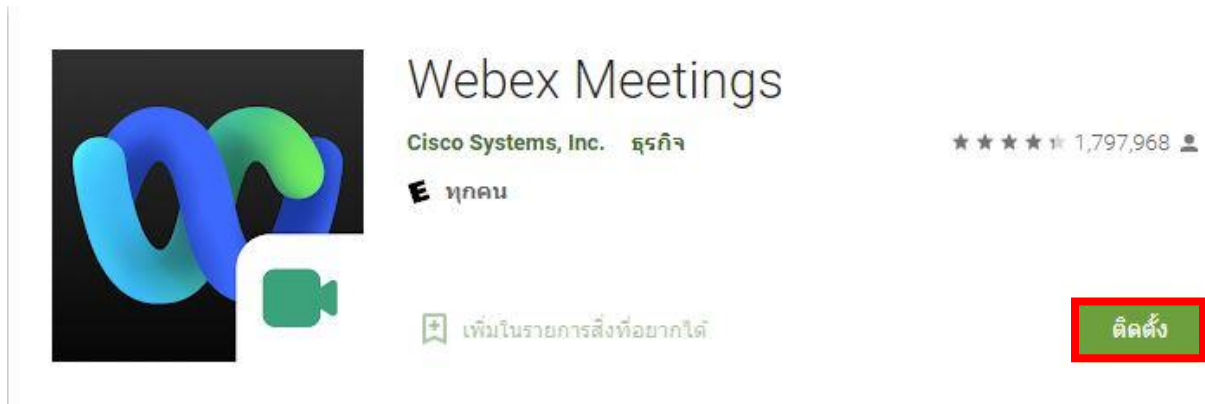 Webex Meetings
Cisco Systems, Inc. ธุรกิจ
1,797,968
E ทุกคน
เพิ่มในรายการสิ่งที่อยากได้
ติดตั้ง